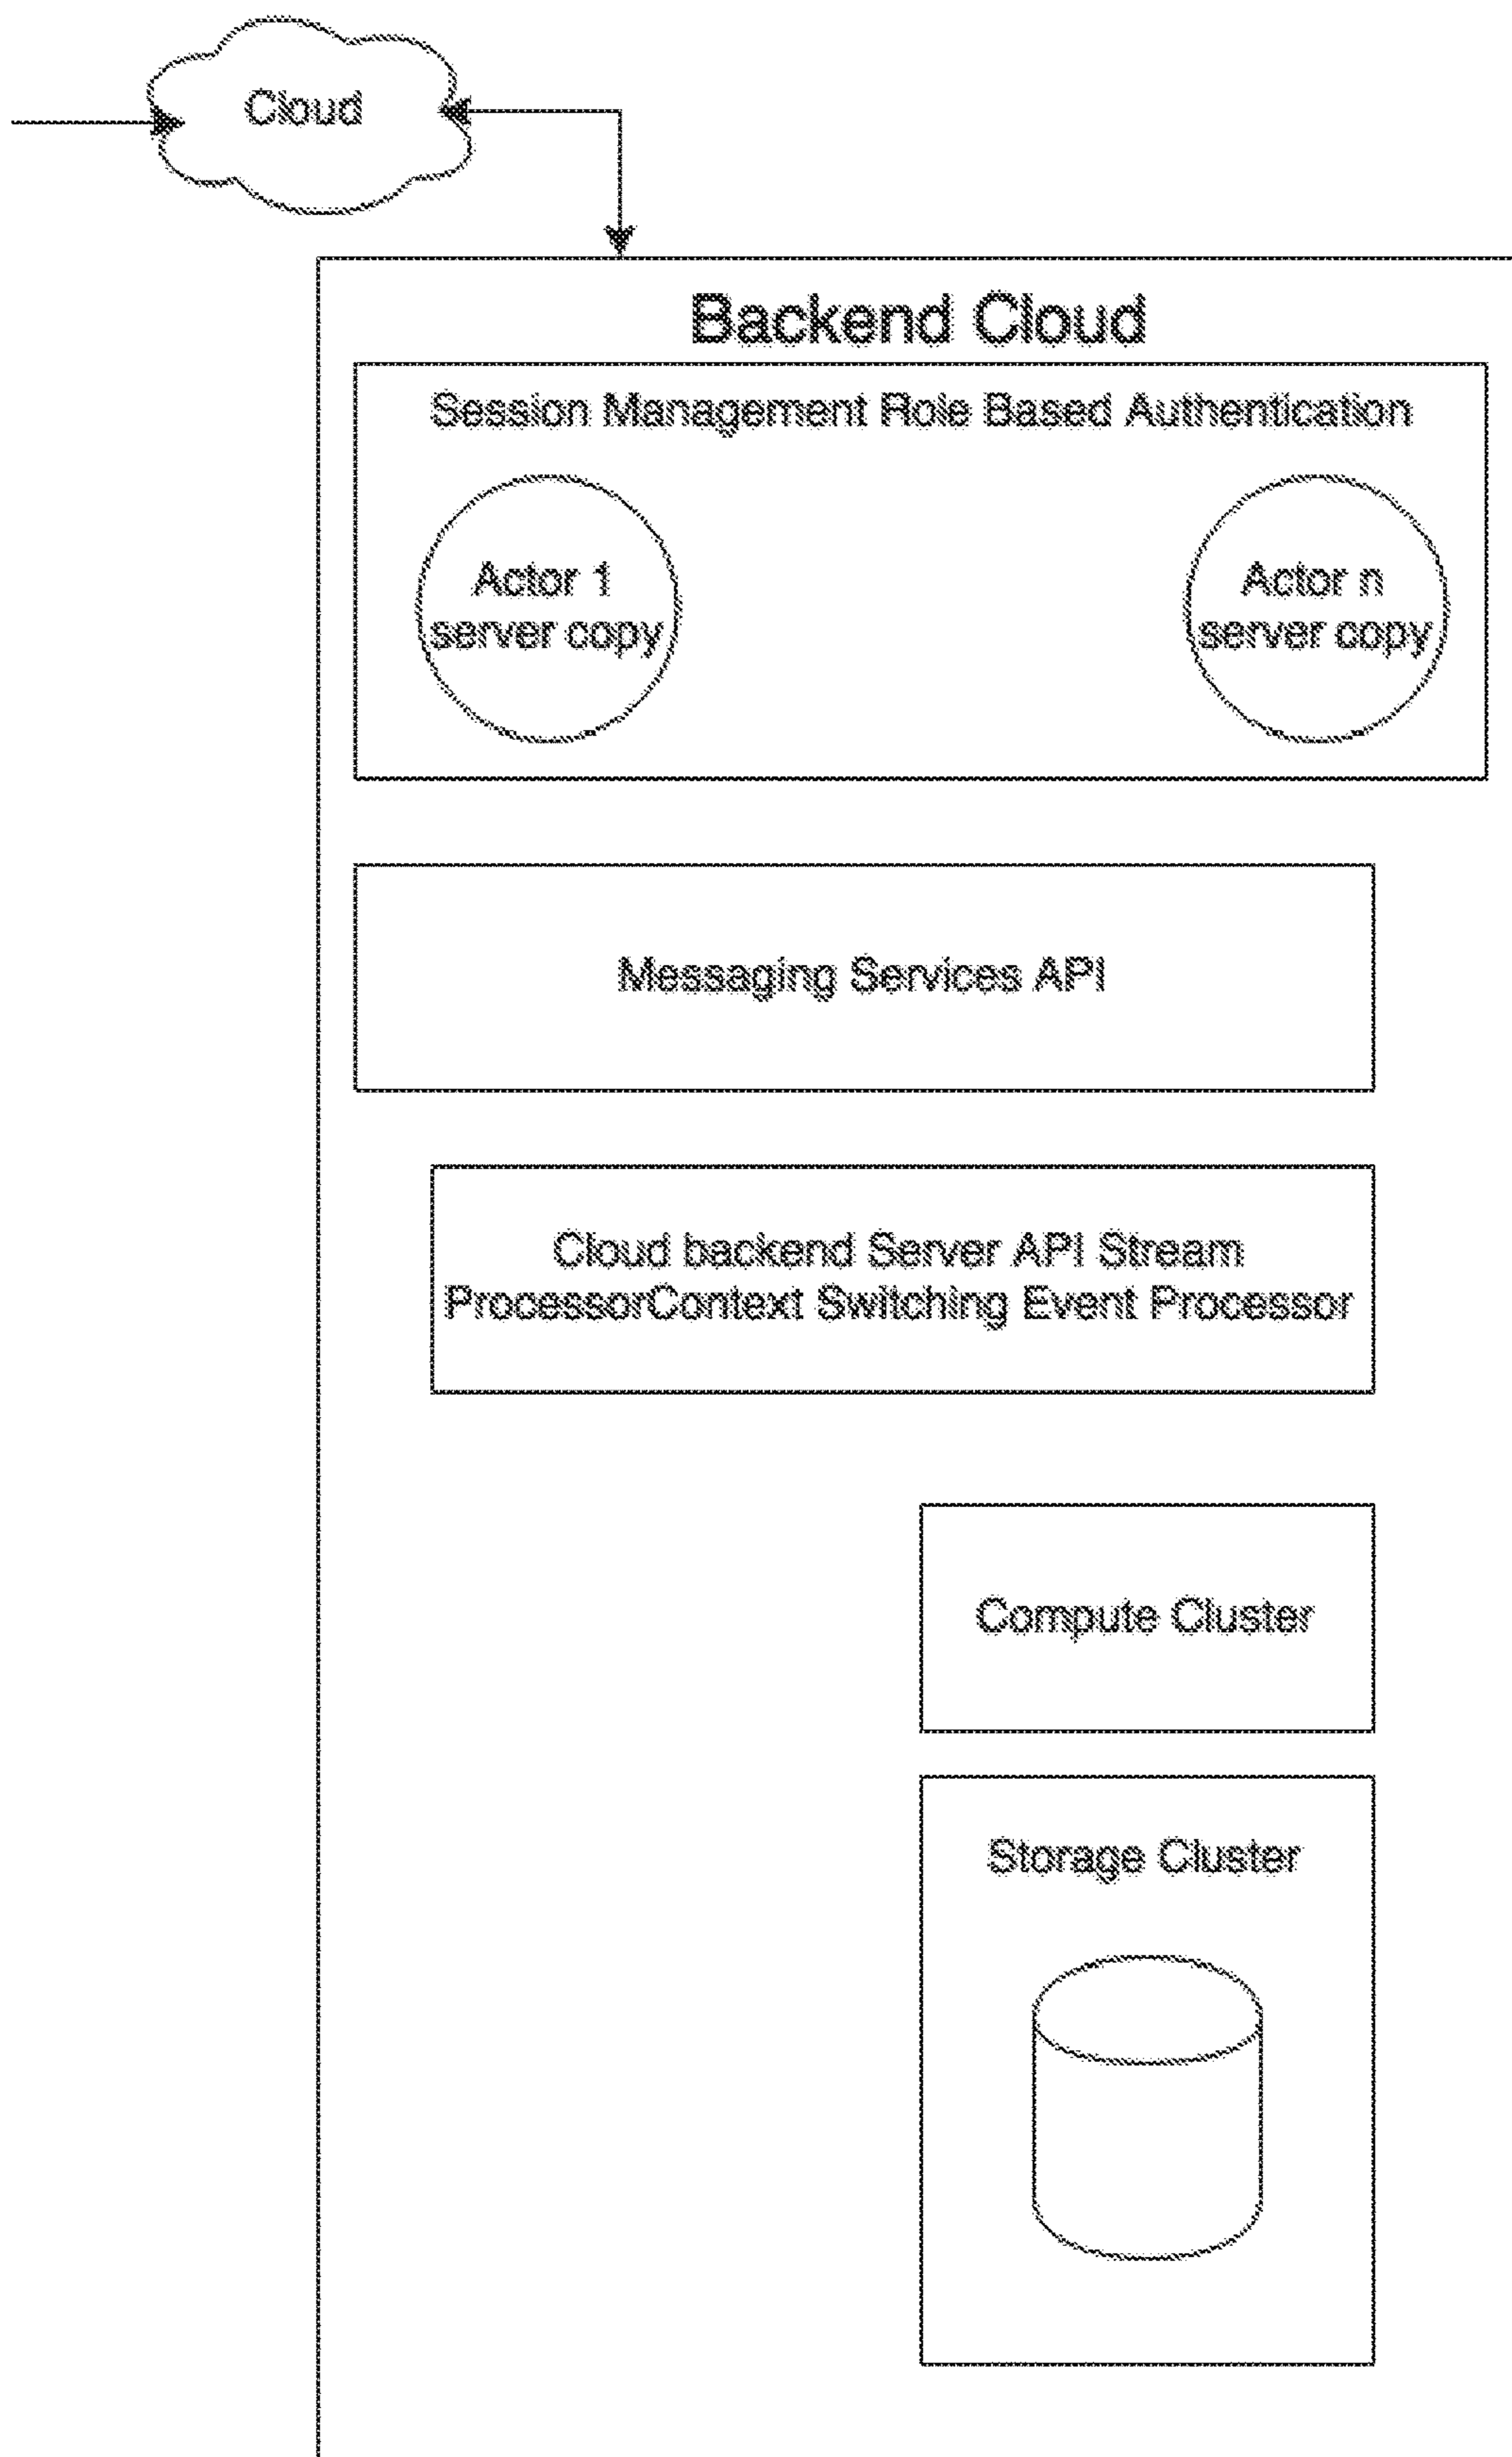 Cloud
Backend Cloud
Session Management Role Based Authentication
Actor 1
server copy
Actor n
server copy
Messaging Services API
Cloud backend Server API Stream
ProcessorContext Switching Event Processor
Compute Cluster
Storage Cluster